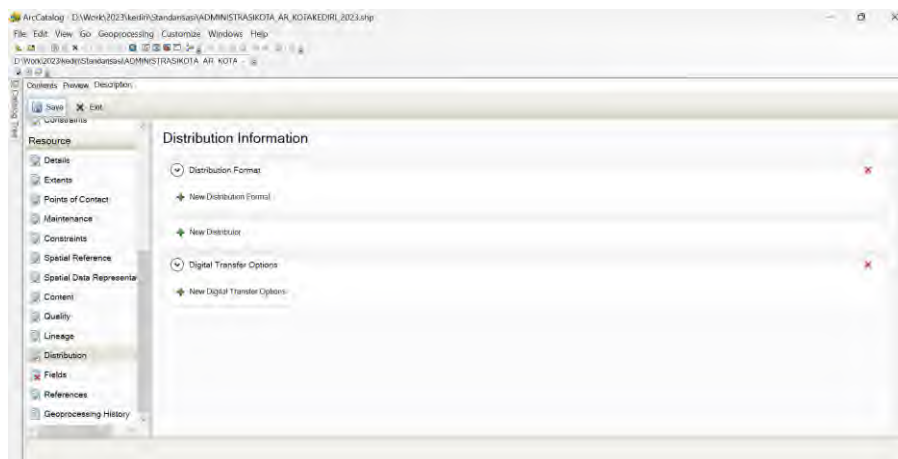 ArcCatalog - D:\Work\2023\kediri\Standarisasi\ADMINISTRASIKOTA_AR_KOTAKEDIRI_2023.shp
File Edit View Go Geoprocessing Customize Windows Help
D:\Work\2023\kediri\Standarisasi\ADMINISTRASIKOTA_AR_KOTA
Catalog Tree
Contents Preview Description
Save Exit
Constraints
Resource
Details
Extents
Points of Contact
Maintenance
Constraints
Spatial Reference
Spatial Data Representa
Content
Quality
Lineage
Distribution
Fields
References
Geoprocessing History
Distribution Information
Distribution Format
New Distribution Format
New Distributor
Digital Transfer Options
New Digital Transfer Options